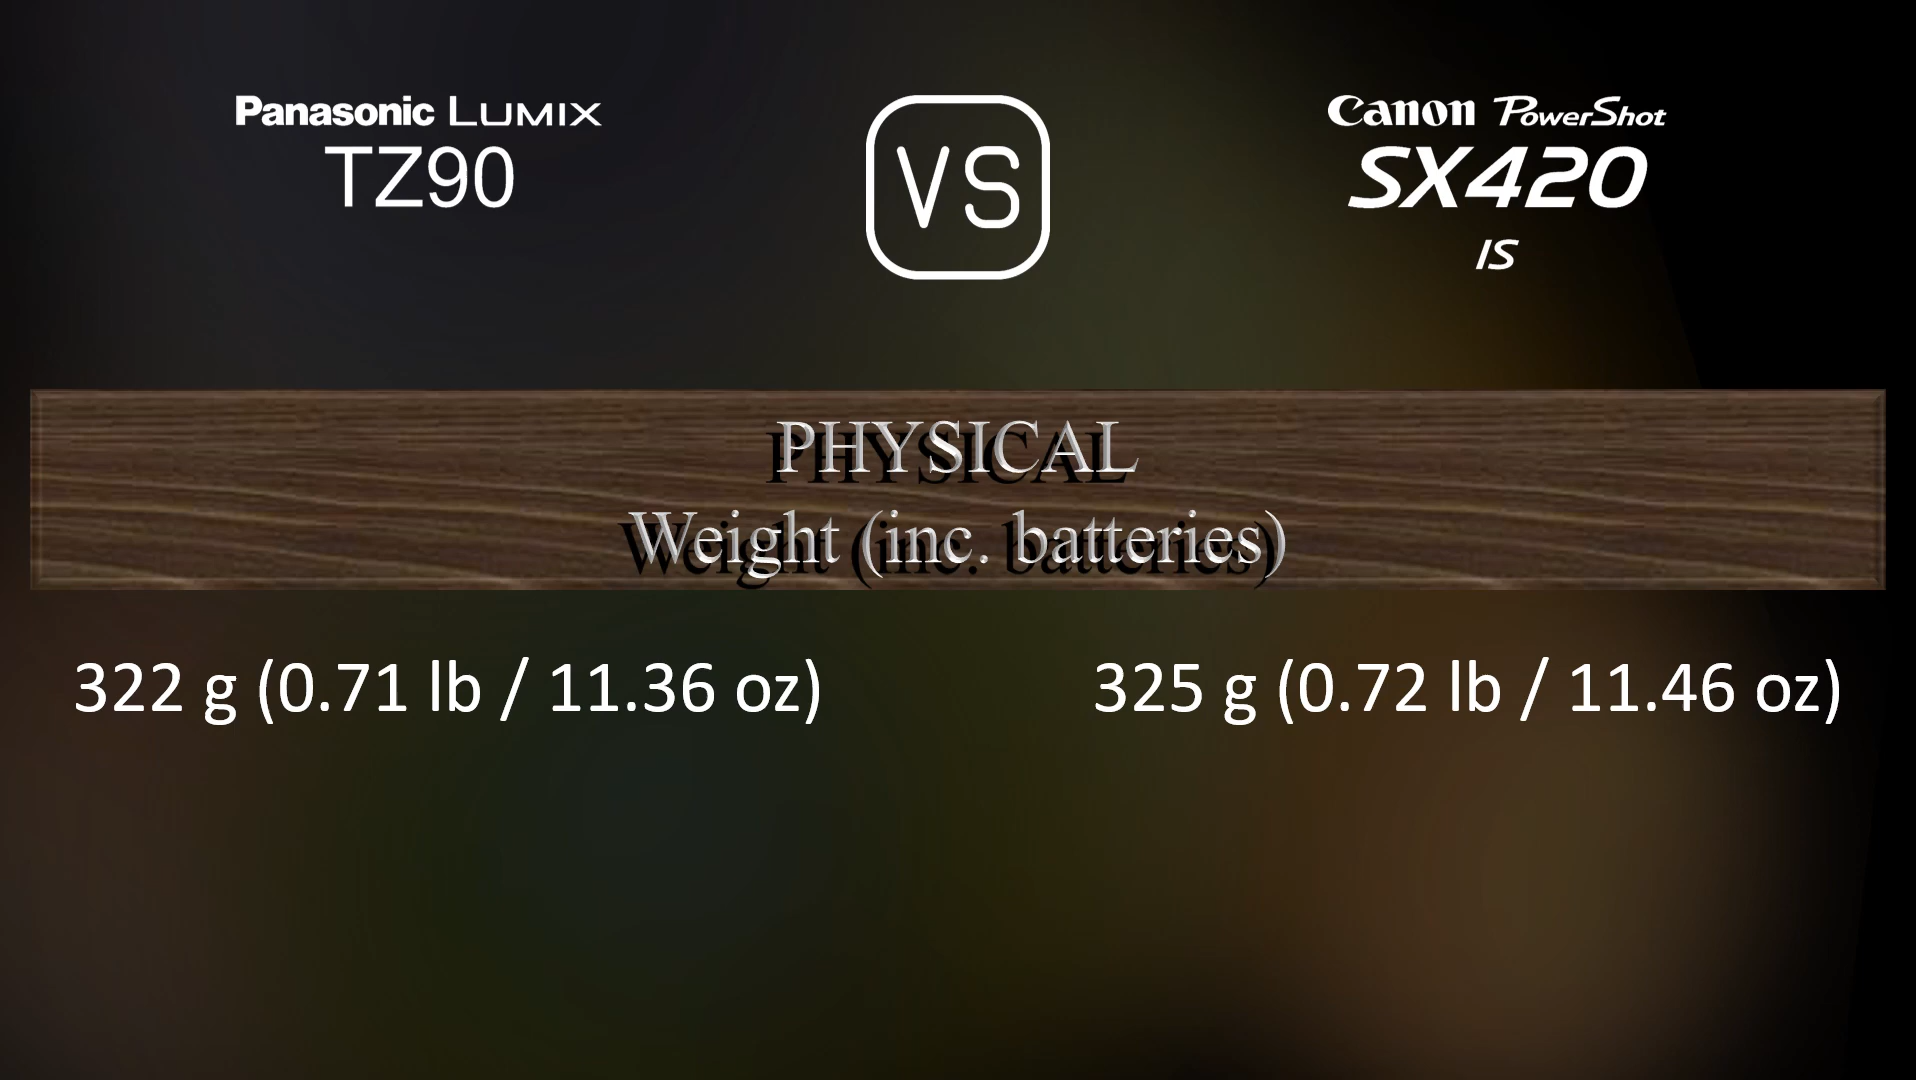 Panasonic LUMIX
TZ90
VS
Canon PowerShot
SX420
IS
PHYSICAL
Weight (inc. batteries)
322 g (0.71 lb / 11.36 oz)
325 g (0.72 lb / 11.46 oz)